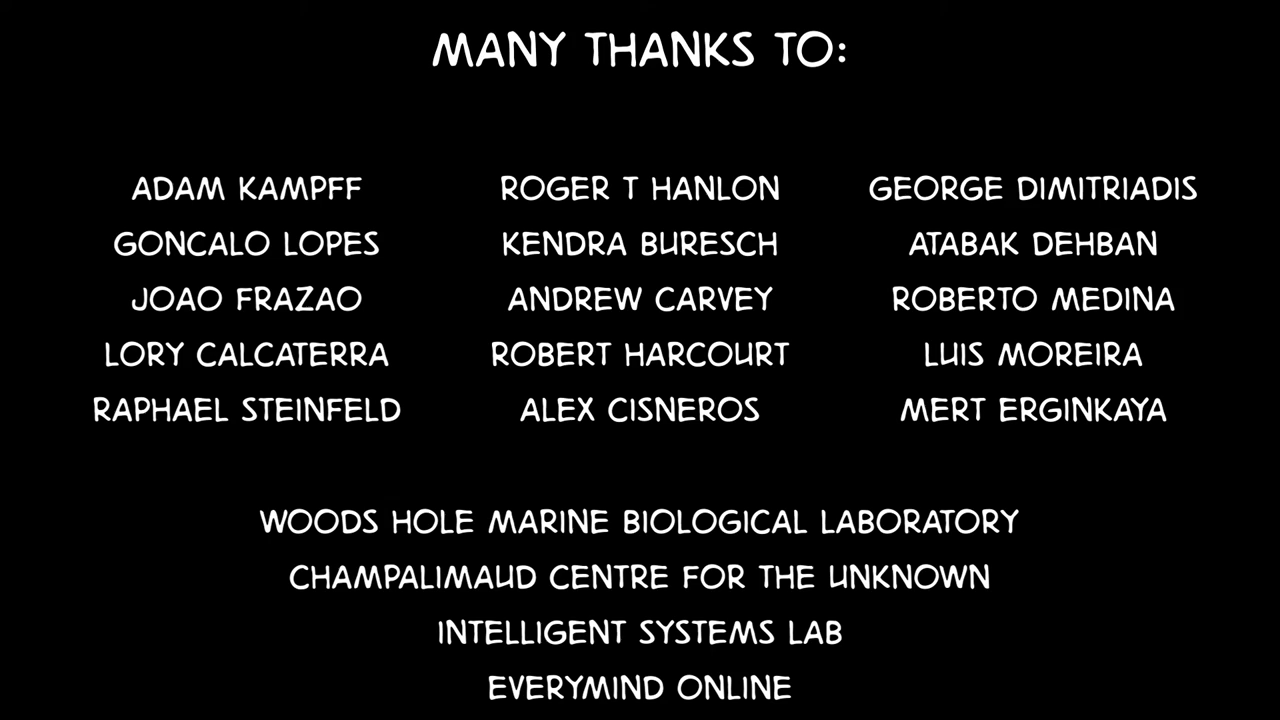 MANY THANKS TO:
ADAM KAMPFF ROGER T HANLON GEORGE DIMITRIADIS
GONCALO LOPES KENDRA BURESCH ATABAK DEHBAN
JOAO FRAZAO ANDREW CARVEY ROBERTO MEDINA
LORY CALCATERRA ROBERT HARCOURT LUIS MOREIRA
RAPHAEL STEINFELD ALEX CISNEROS MERT ERGINKAYA
WOODS HOLE MARINE BIOLOGICAL LABORATORY
CHAMPALIMAUD CENTRE FOR THE UNKNOWN
INTELLIGENT SYSTEMS LAB
EVERYMIND ONLINE